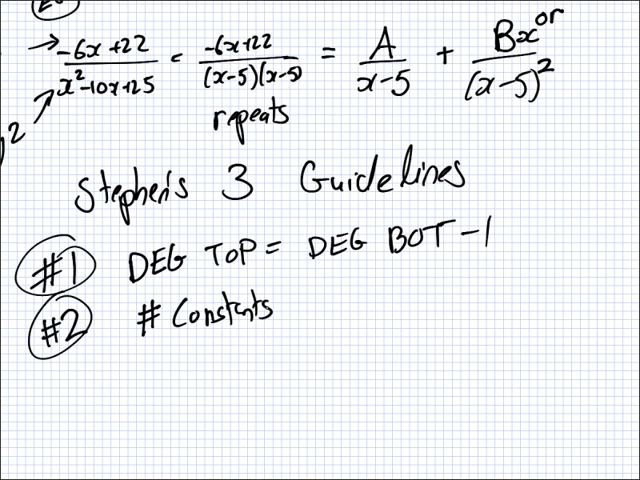 → -6x+22 / x²-10x+25 = -6x+22 / (x-5)(x-5) = A / x-5 + Bx or / (x-5)²
repeats
Stephen's 3 Guidelines
#1 DEG TOP = DEG BOT -1
#2 # Constants